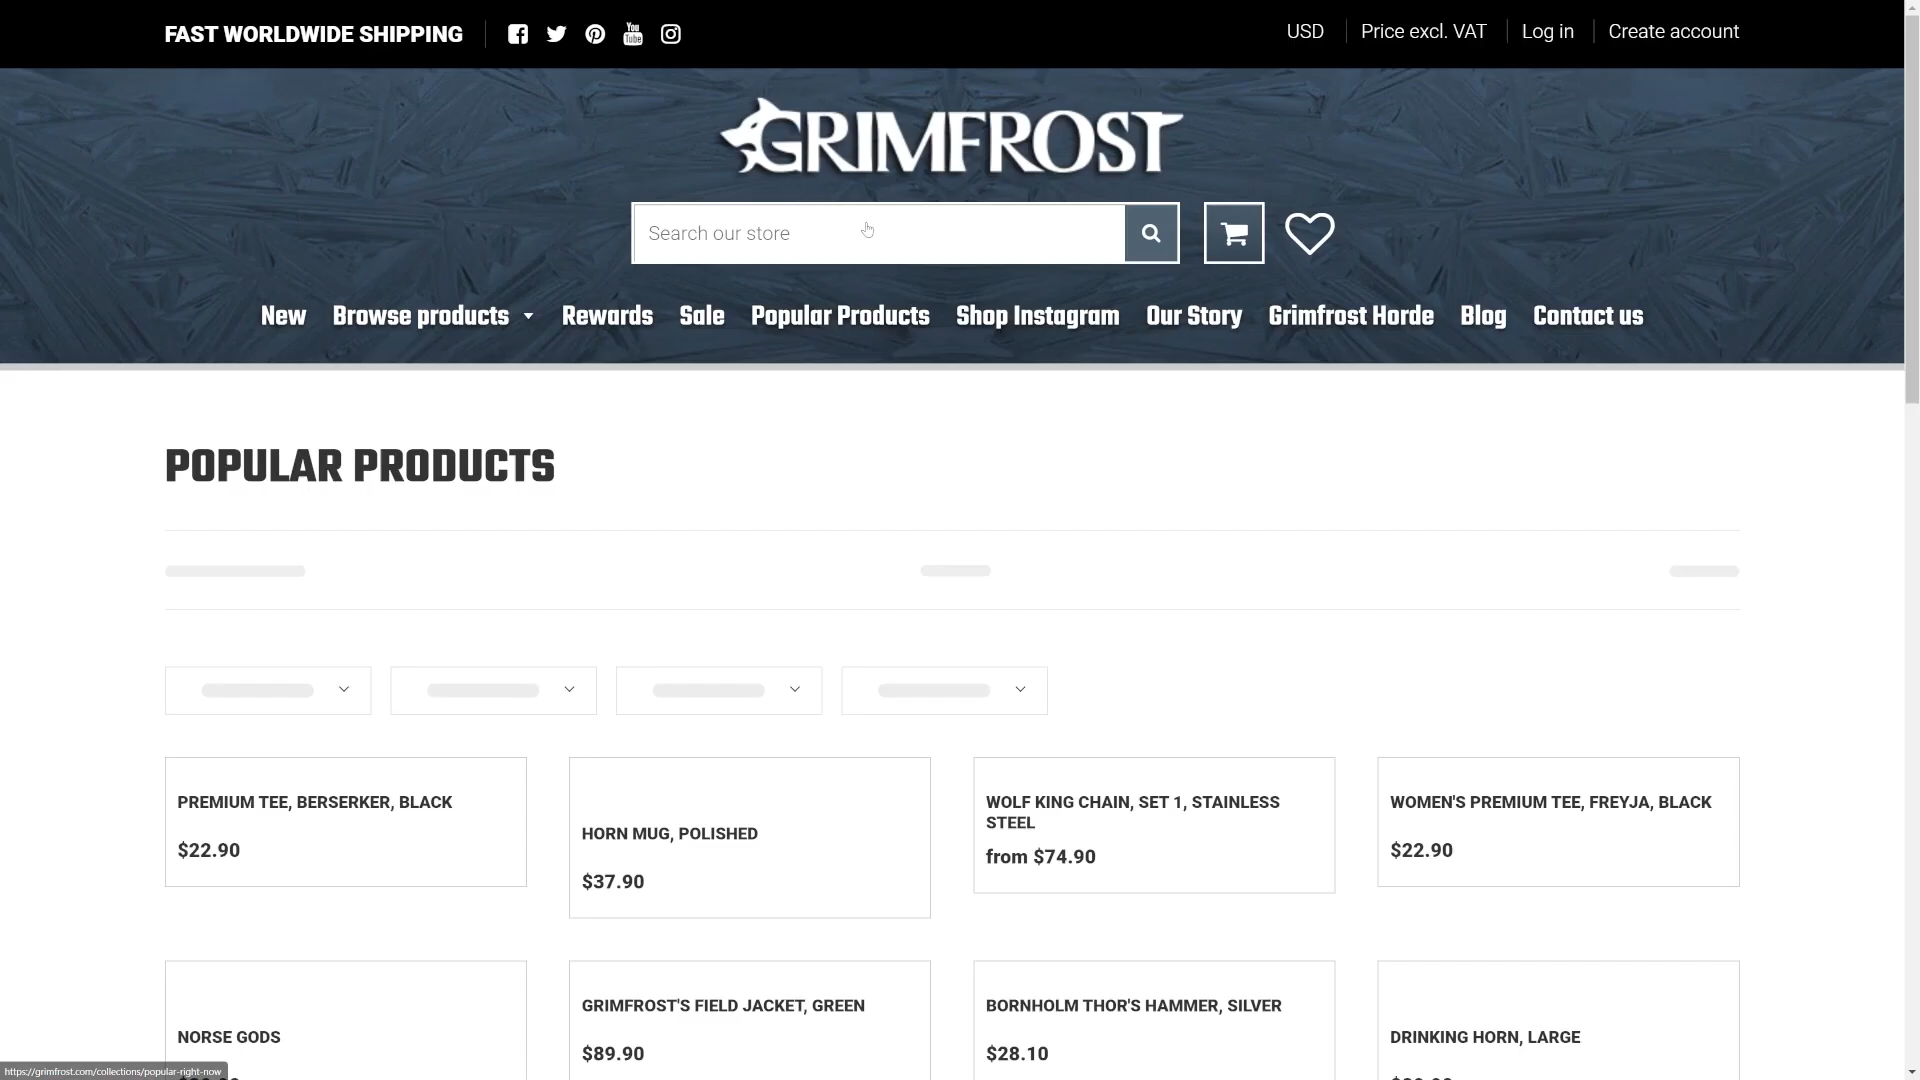 FAST WORLDWIDE SHIPPING
You
Tube
USD
Price excl. VAT
Log in
Create account
GRIMFROST
Search our store
New
Browse products
Rewards
Sale
Popular Products
Shop Instagram
Our Story
Grimfrost Horde
Blog
Contact us
POPULAR PRODUCTS
PREMIUM TEE, BERSERKER, BLACK
$22.90
HORN MUG, POLISHED
$37.90
WOLF KING CHAIN, SET 1, STAINLESS
STEEL
from $74.90
WOMEN'S PREMIUM TEE, FREYJA, BLACK
$22.90
NORSE GODS
GRIMFROST'S FIELD JACKET, GREEN
$89.90
BORNHOLM THOR'S HAMMER, SILVER
$28.10
DRINKING HORN, LARGE
https://grimfrost.com/collections/popular-right-now